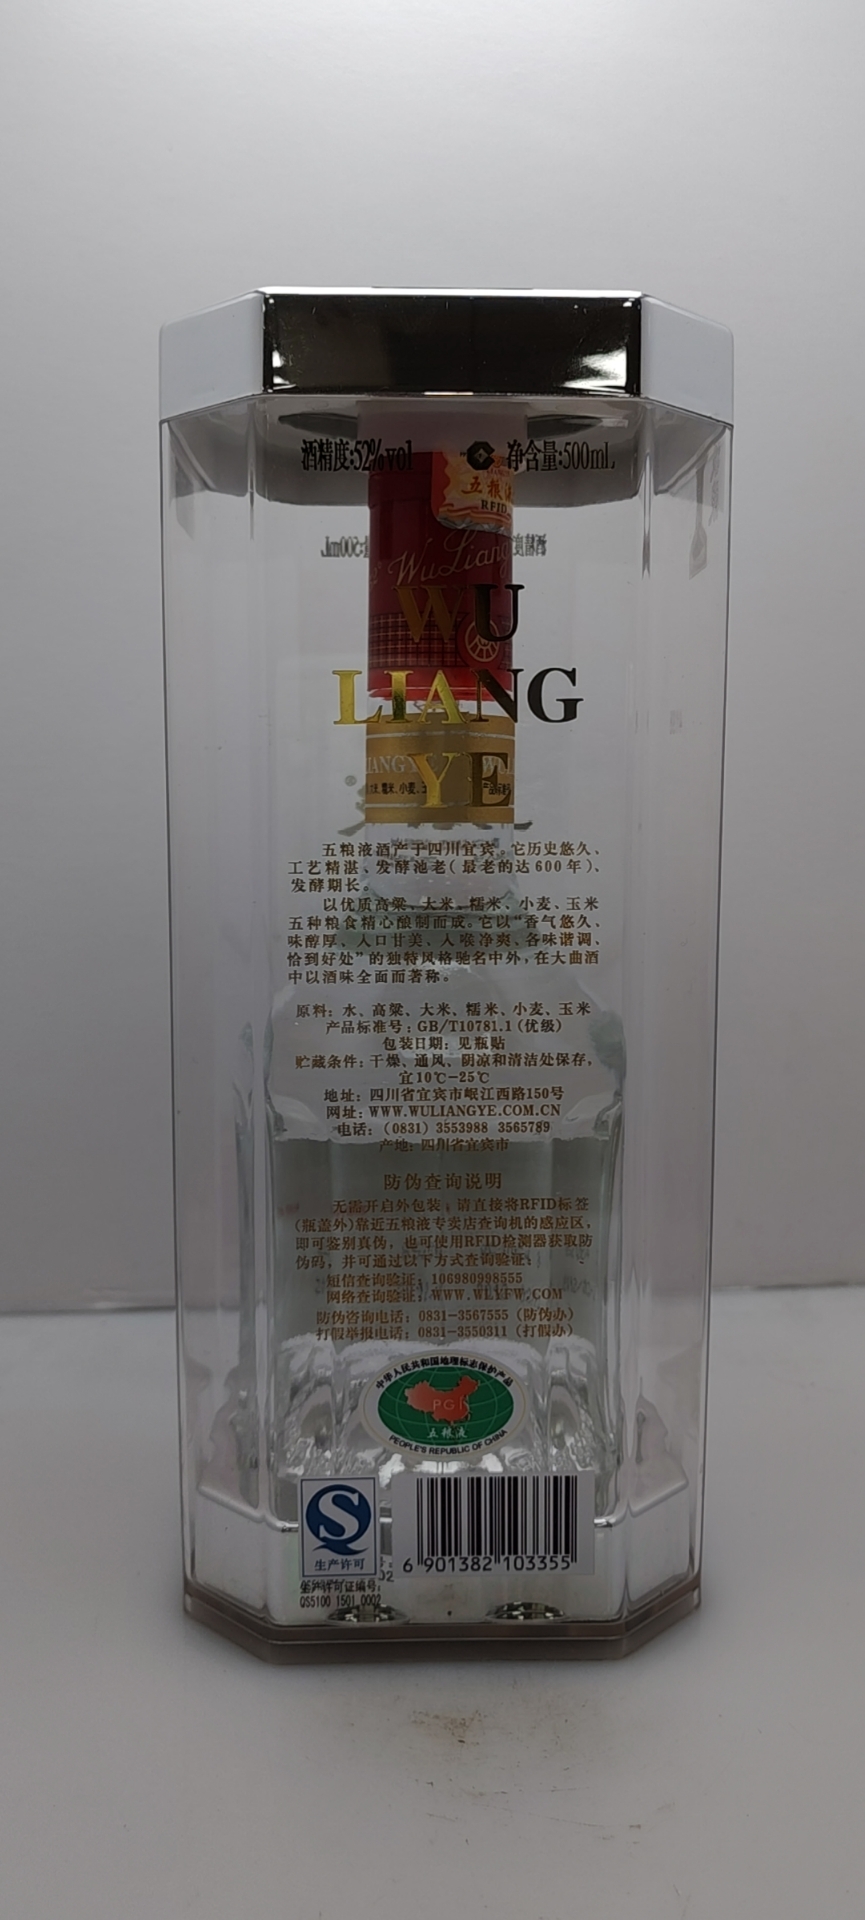 酒精度:52%vol 净含量:500mL
五粮液
RFID
WuLiang
WU
LIANG
YE
五粮液酒产于四川宜宾。它历史悠久、
工艺精湛、发酵池老(最老的达600年)、
发酵期长。
以优质高粱、大米、糯米、小麦、玉米
五种粮食精心酿制而成。它以“香气悠久、
味醇厚、入口甘美、入喉净爽、各味谐调、
恰到好处”的独特风格驰名中外,在大曲酒
中以酒味全面而著称。
原料: 水、高粱、大米、糯米、小麦、玉米
产品标准号: GB/T10781.1(优级)
包装日期: 见瓶贴
贮藏条件: 干燥、通风、阴凉和清洁处保存,
宜10℃-25℃
地址: 四川省宜宾市岷江西路150号
网址: WWW.WULIANGYE.COM.CN
电话: (0831) 3553988 3565789
产地: 四川省宜宾市
防伪查询说明
无需开启外包装,请直接将RFID标签
(瓶盖外)靠近五粮液专卖店查询机的感应区,
即可鉴别真伪, 也可使用RFID检测器获取防
伪码, 并可通过以下方式查询验证:
短信查询验证: 106980998555
网络查询验证: WWW.WLYFW.COM
防伪咨询电话: 0831-3567555 (防伪办)
打假举报电话: 0831-3550311 (打假办)
中华人民共和国地理标志保护产品
PGI
五粮液
PEOPLE'S REPUBLIC OF CHINA
生产许可
6 901382 103355
生产许可证编号:
QS5100 1501 0002